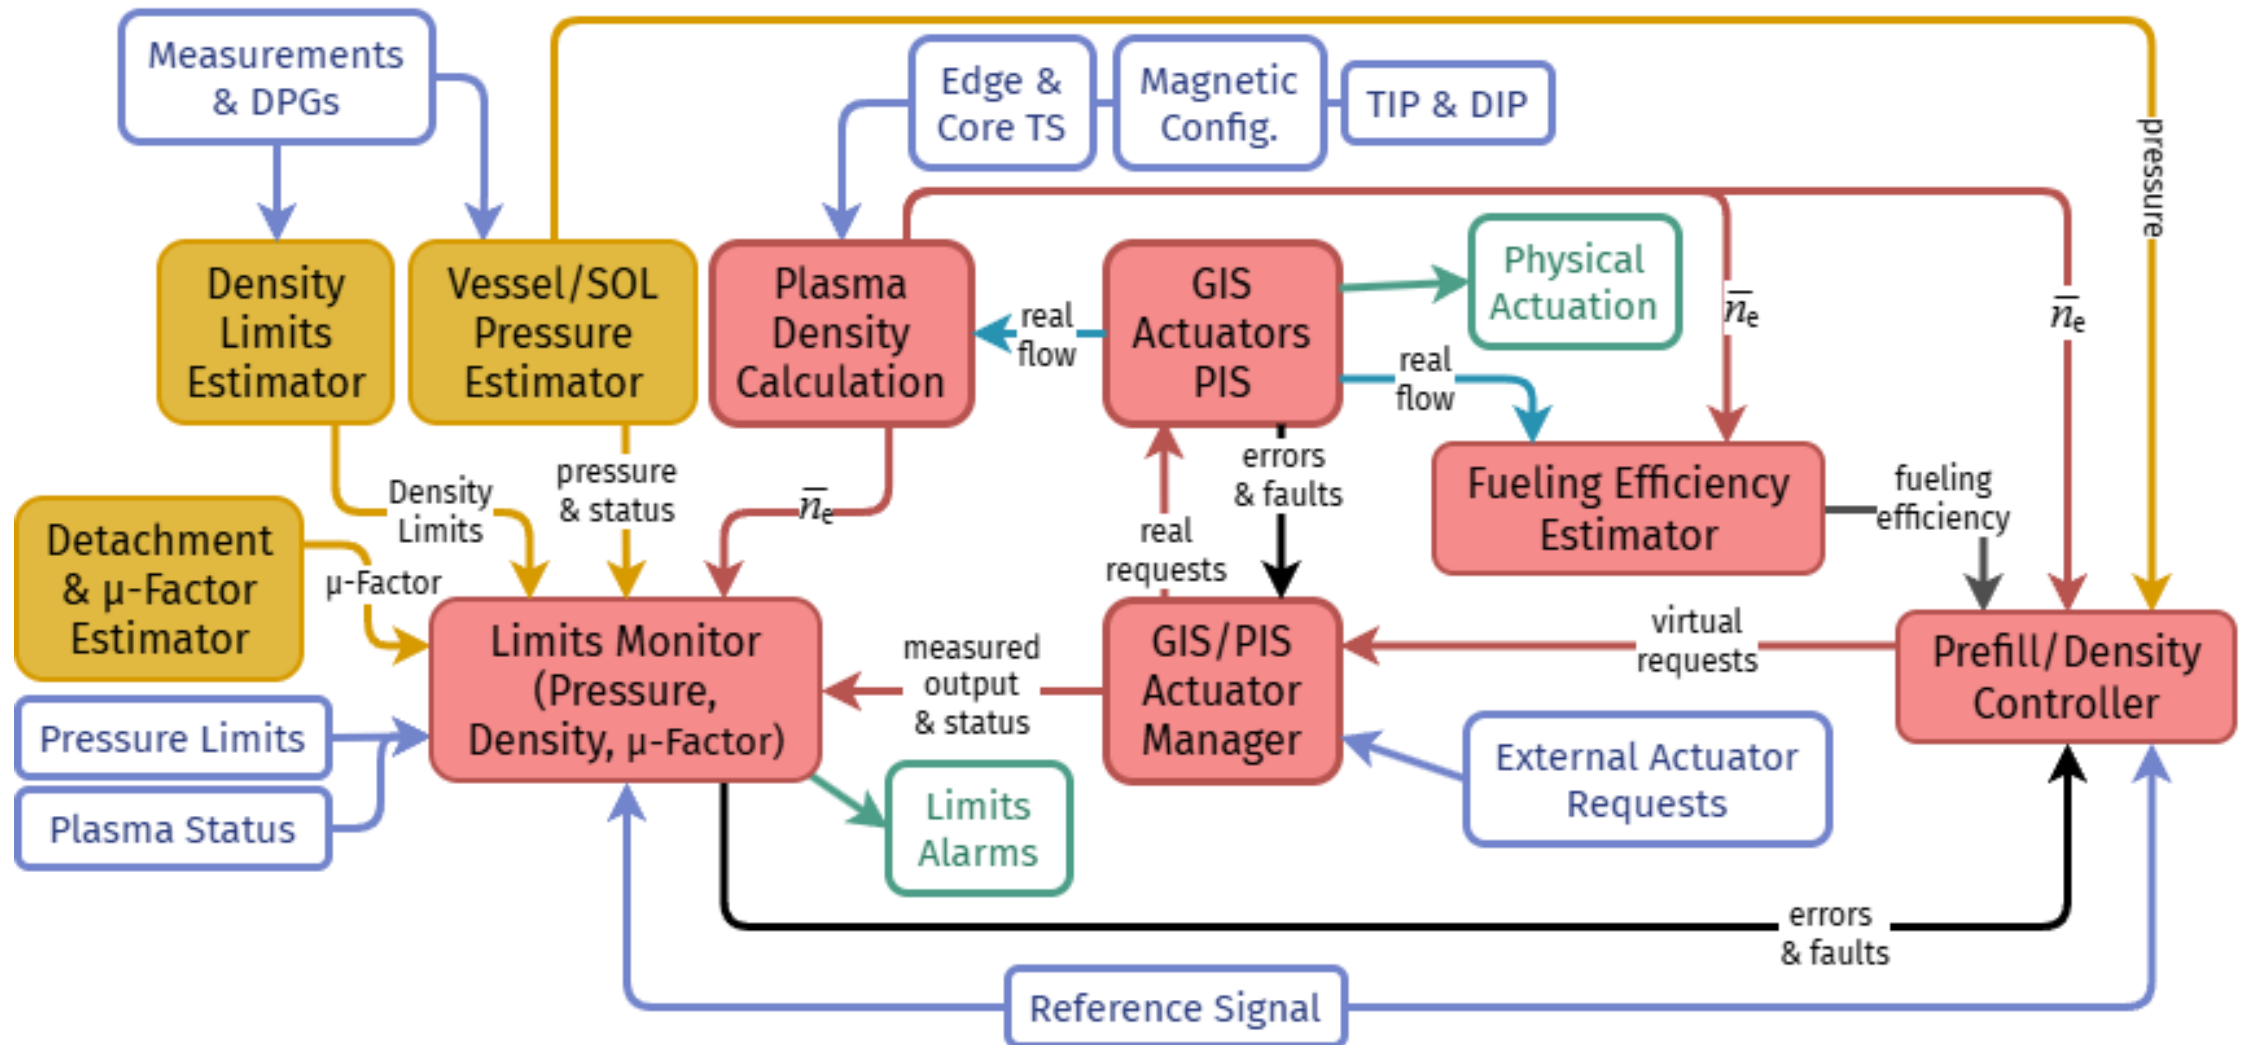 Measurements
& DPGs
Edge &
Core TS
Magnetic
Config.
TIP & DIP
pressure
Density
Limits
Estimator
Vessel/SOL
Pressure
Estimator
Plasma
Density
Calculation
real
flow
GIS
Actuators
PIS
Physical
Actuation
real
flow
n̅e
n̅e
Density
Limits
pressure
& status
n̅e
errors
& faults
real
requests
Fueling Efficiency
Estimator
fueling
efficiency
Detachment
& μ-Factor
Estimator
μ-Factor
Limits Monitor
(Pressure,
Density, μ-Factor)
measured
output
& status
GIS/PIS
Actuator
Manager
virtual
requests
Prefill/Density
Controller
Pressure Limits
Plasma Status
Limits
Alarms
External Actuator
Requests
errors
& faults
Reference Signal